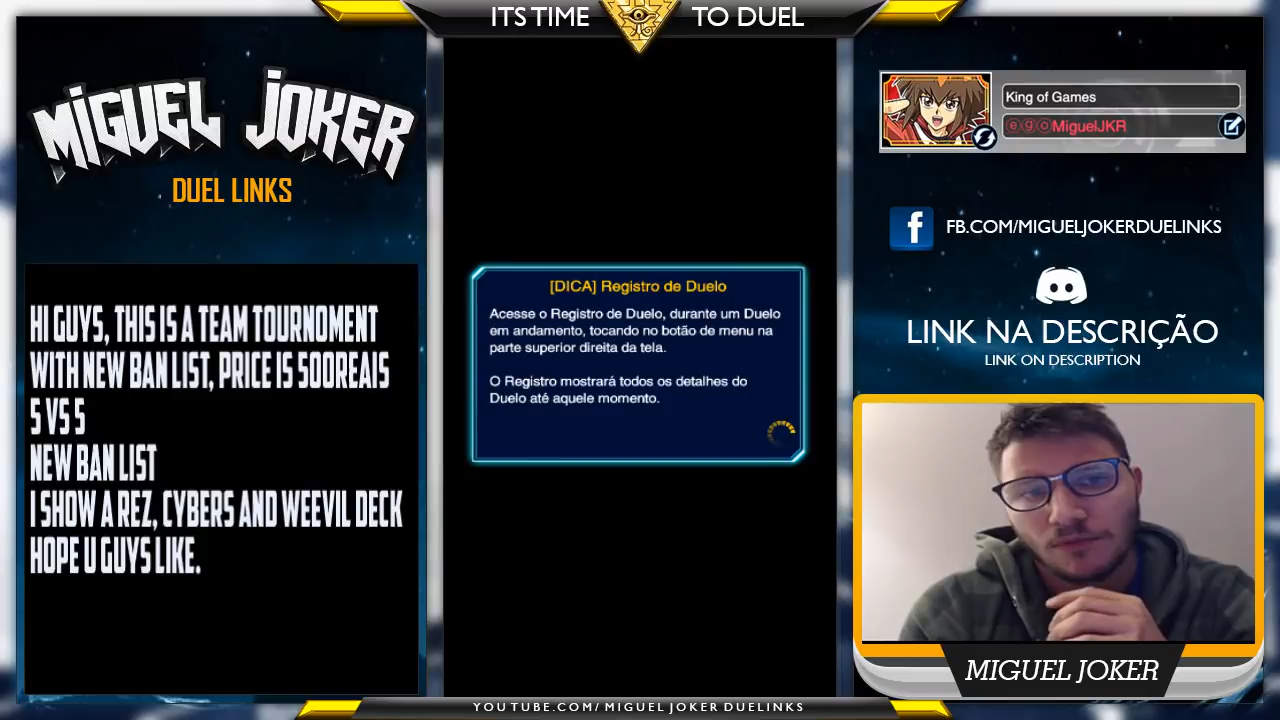 ITS TIME TO DUEL
MIGUEL JOKER
DUEL LINKS
HI GUYS, THIS IS A TEAM TOURNOMENT
WITH NEW BAN LIST, PRICE IS 500REAIS
5 VS 5
NEW BAN LIST
I SHOW A REZ, CYBERS AND WEEVIL DECK
HOPE U GUYS LIKE.
[DICA] Registro de Duelo
Acesse o Registro de Duelo, durante um Duelo
em andamento, tocando no botão de menu na
parte superior direita da tela.
O Registro mostrará todos os detalhes do
Duelo até aquele momento.
King of Games
ⓔⓖⓞMiguelJKR
FB.COM/MIGUELJOKERDUELINKS
LINK NA DESCRIÇÃO
LINK ON DESCRIPTION
MIGUEL JOKER
YOUTUBE.COM/ MIGUEL JOKER DUELINKS